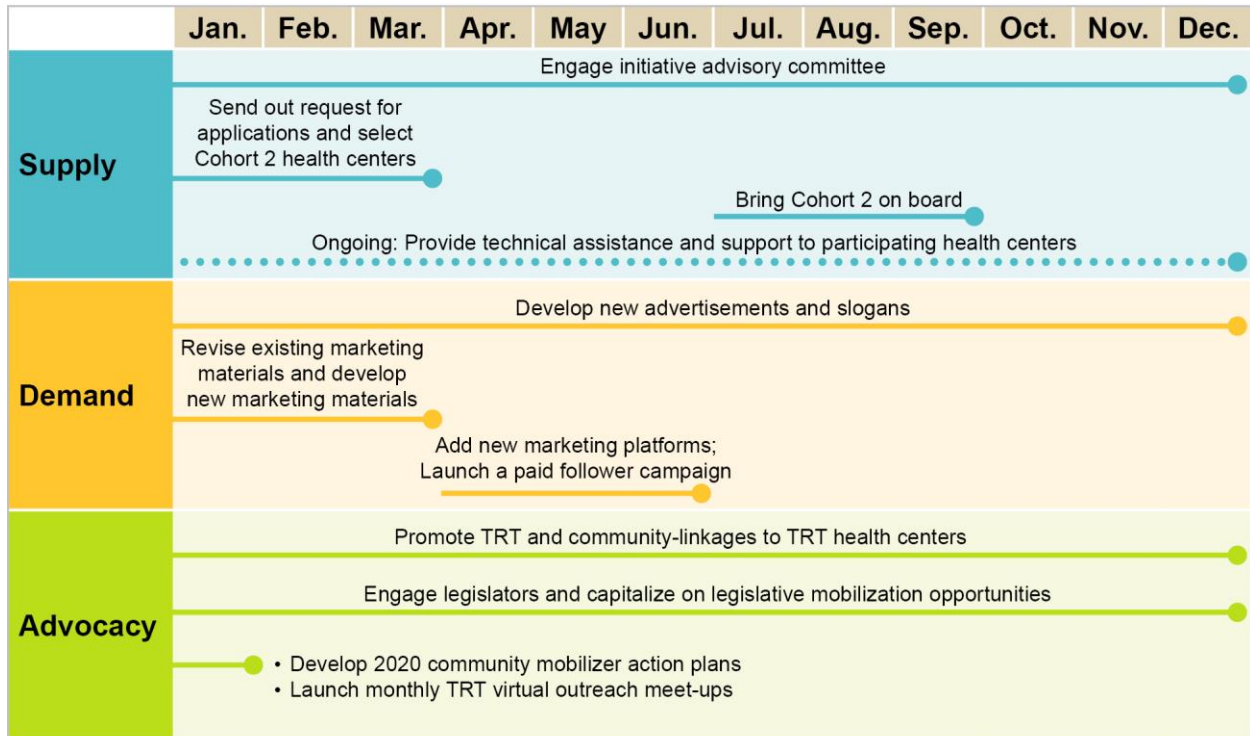 Jan. Feb. Mar. Apr. May Jun. Jul. Aug. Sep. Oct. Nov. Dec.
Supply
Engage initiative advisory committee
Send out request for
applications and select
Cohort 2 health centers
Bring Cohort 2 on board
Ongoing: Provide technical assistance and support to participating health centers
Demand
Develop new advertisements and slogans
Revise existing marketing
materials and develop
new marketing materials
Add new marketing platforms;
Launch a paid follower campaign
Advocacy
Promote TRT and community-linkages to TRT health centers
Engage legislators and capitalize on legislative mobilization opportunities
• Develop 2020 community mobilizer action plans
• Launch monthly TRT virtual outreach meet-ups